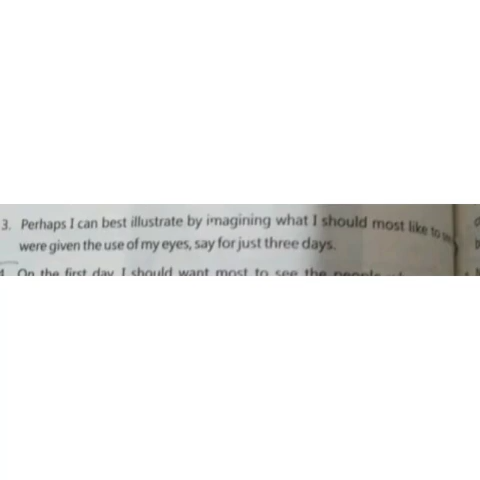 3. Perhaps I can best illustrate by imagining what I should most like to
were given the use of my eyes, say for just three days.
On the first day I should want most to see the people